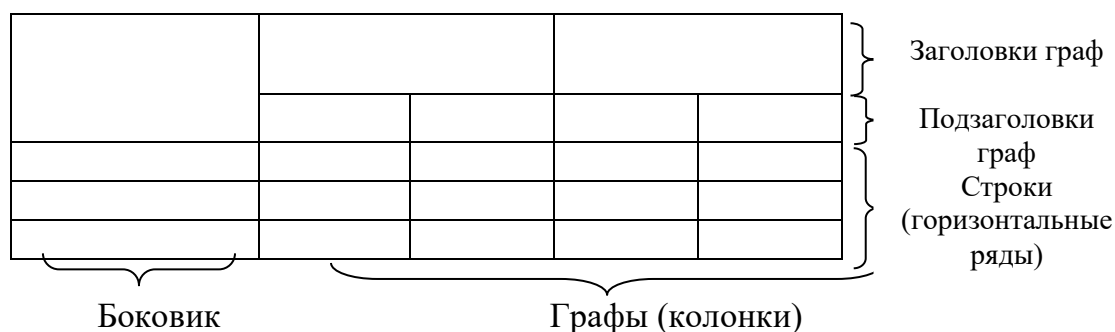 Заголовки граф
Подзаголовки
граф
Строки
(горизонтальные
ряды)
Боковик
Графы (колонки)